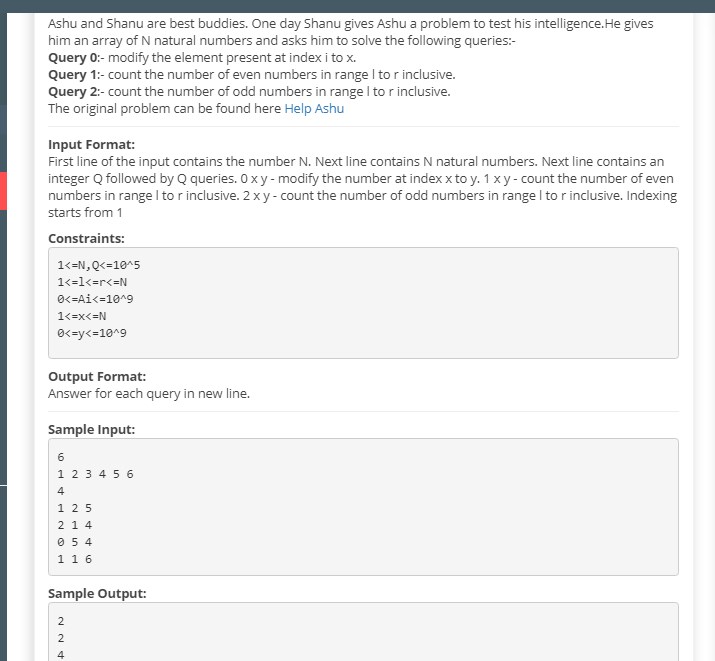 Ashu and Shanu are best buddies. One day Shanu gives Ashu a problem to test his intelligence.He gives
him an array of N natural numbers and asks him to solve the following queries:-
Query 0:- modify the element present at index i to x.
Query 1:- count the number of even numbers in range l to r inclusive.
Query 2:- count the number of odd numbers in range l to r inclusive.
The original problem can be found here Help Ashu
Input Format:
First line of the input contains the number N. Next line contains N natural numbers. Next line contains an
integer Q followed by Q queries. 0 x y - modify the number at index x to y. 1 x y - count the number of even
numbers in range l to r inclusive. 2 x y - count the number of odd numbers in range l to r inclusive. Indexing
starts from 1
Constraints:
1<=N,Q<=10^5
1<=l<=r<=N
0<=Ai<=10^9
1<=x<=N
0<=y<=10^9
Output Format:
Answer for each query in new line.
Sample Input:
6
1 2 3 4 5 6
4
1 2 5
2 1 4
0 5 4
1 1 6
Sample Output:
2
2
4